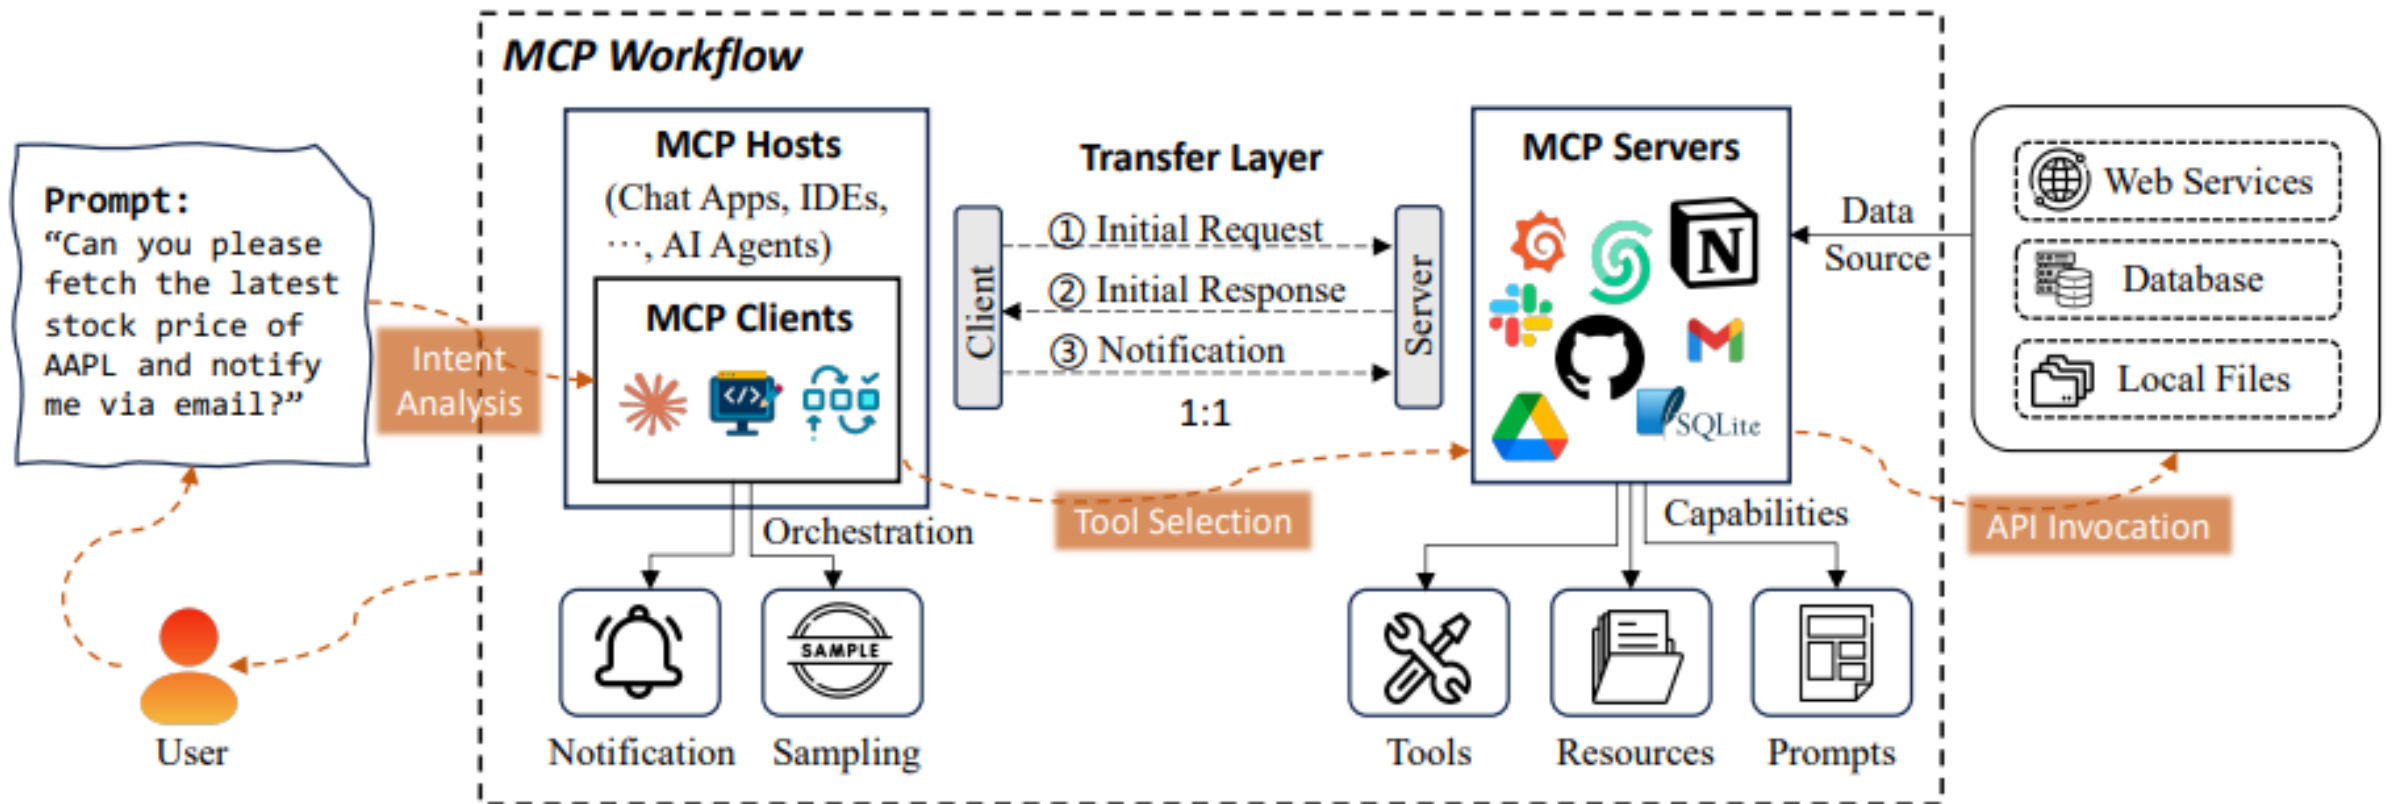 MCP Workflow
Prompt:
“Can you please
fetch the latest
stock price of
AAPL and notify
me via email?”
User
Intent
Analysis
MCP Hosts
(Chat Apps, IDEs,
···, AI Agents)
MCP Clients
</>
Orchestration
Notification
SAMPLE
Sampling
Transfer Layer
Client
① Initial Request
② Initial Response
③ Notification
1:1
Server
Tool Selection
MCP Servers
N
SQLite
Capabilities
Tools
Resources
Prompts
Data
Source
Web Services
Database
Local Files
API Invocation